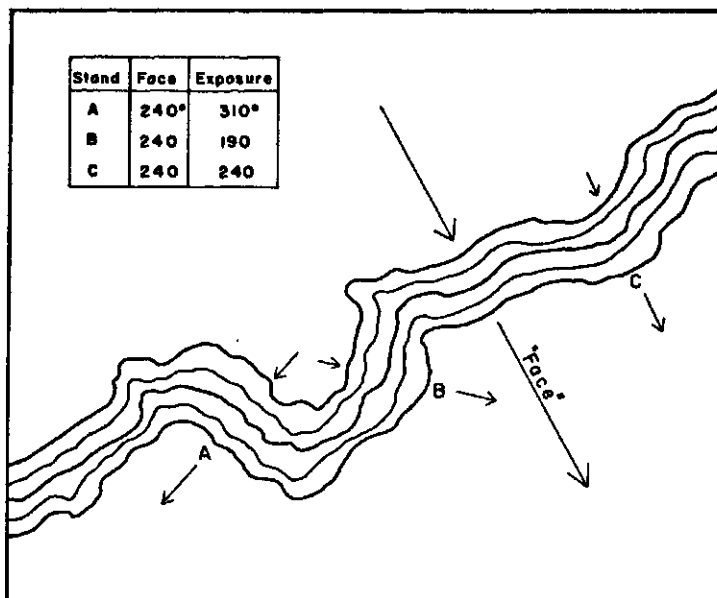 Stand Face Exposure
A 240° 310°
B 240 190
C 240 240
C
"Face"
B
A